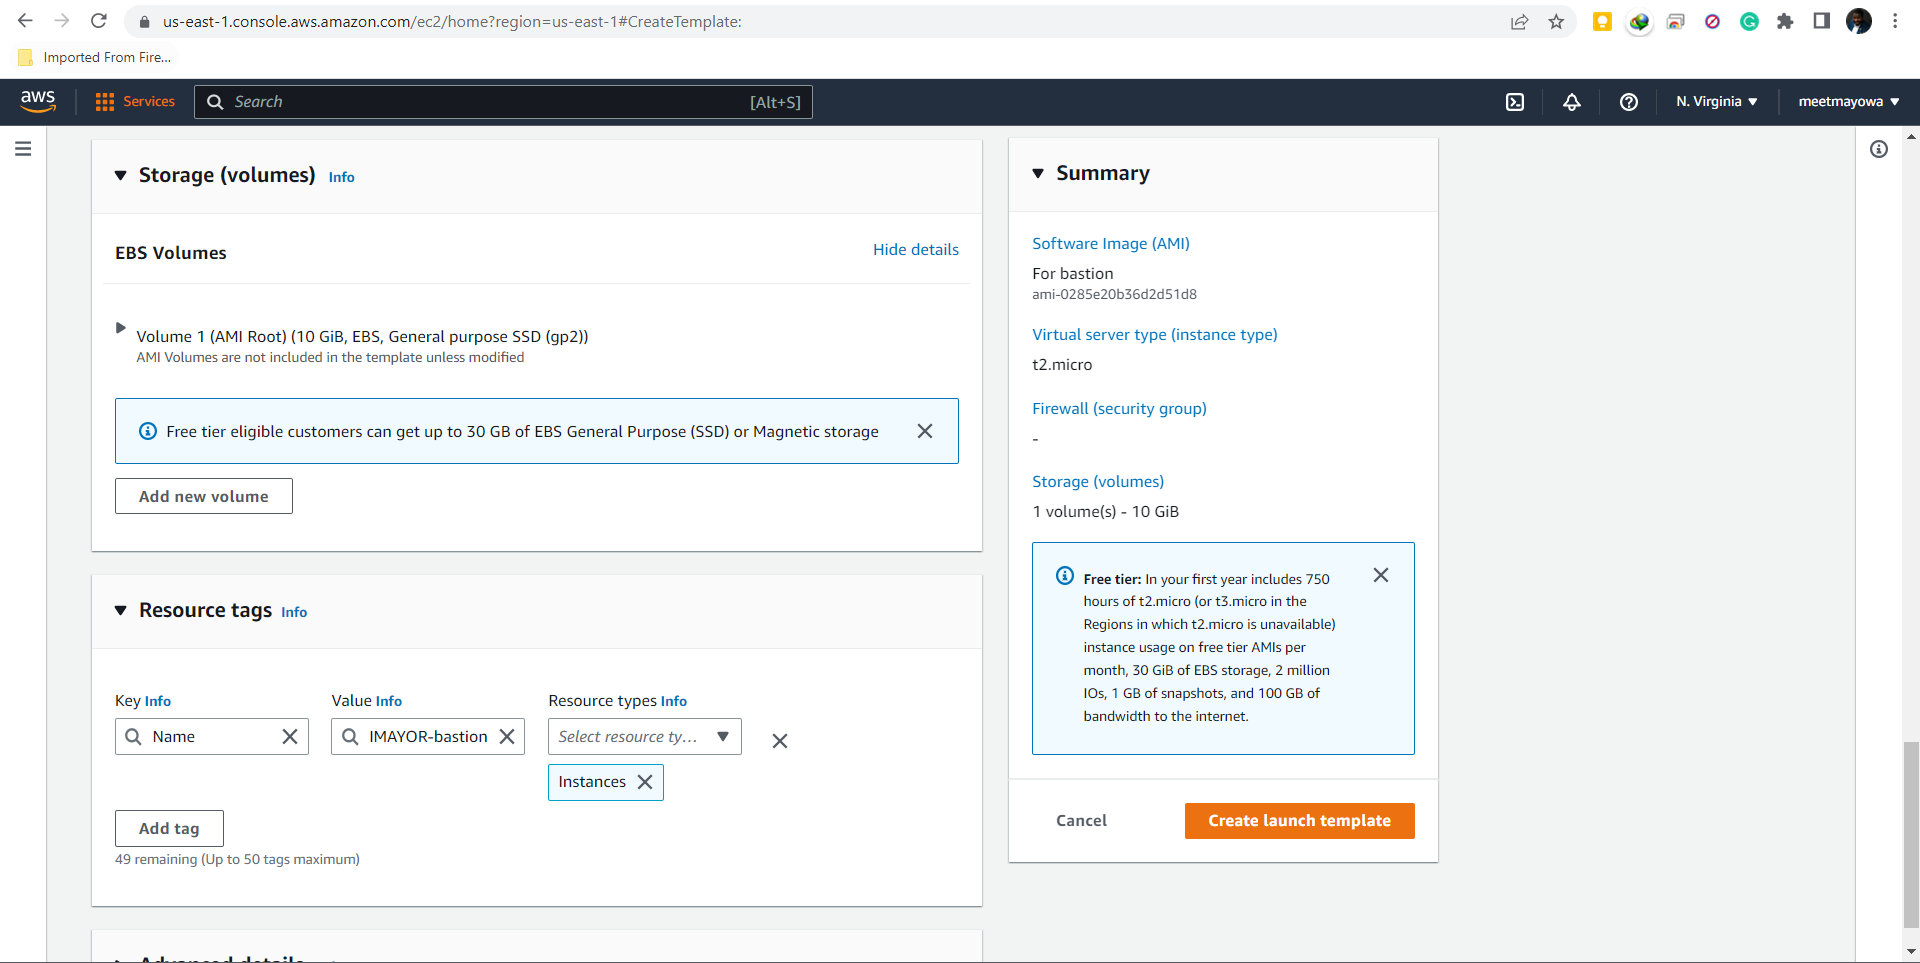 us-east-1.console.aws.amazon.com/ec2/home?region=us-east-1#CreateTemplate:
Imported From Fire...
aws
Services
Search
[Alt+S]
N. Virginia
meetmayowa
Storage (volumes) Info
EBS Volumes
Hide details
Volume 1 (AMI Root) (10 GiB, EBS, General purpose SSD (gp2))
AMI Volumes are not included in the template unless modified
Free tier eligible customers can get up to 30 GB of EBS General Purpose (SSD) or Magnetic storage
Add new volume
Resource tags Info
Key Info
Value Info
Resource types Info
Name
IMAYOR-bastion
Select resource ty...
Instances
Add tag
49 remaining (Up to 50 tags maximum)
Advanced details
Summary
Software Image (AMI)
For bastion
ami-0285e20b36d2d51d8
Virtual server type (instance type)
t2.micro
Firewall (security group)
-
Storage (volumes)
1 volume(s) - 10 GiB
Free tier: In your first year includes 750
hours of t2.micro (or t3.micro in the
Regions in which t2.micro is unavailable)
instance usage on free tier AMIs per
month, 30 GiB of EBS storage, 2 million
IOs, 1 GB of snapshots, and 100 GB of
bandwidth to the internet.
Cancel
Create launch template